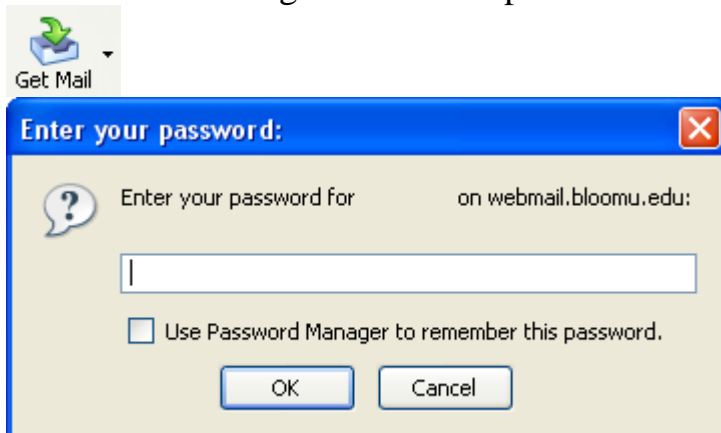 Get Mail
Enter your password:
Enter your password for on webmail.bloomu.edu:
Use Password Manager to remember this password.
OK
Cancel